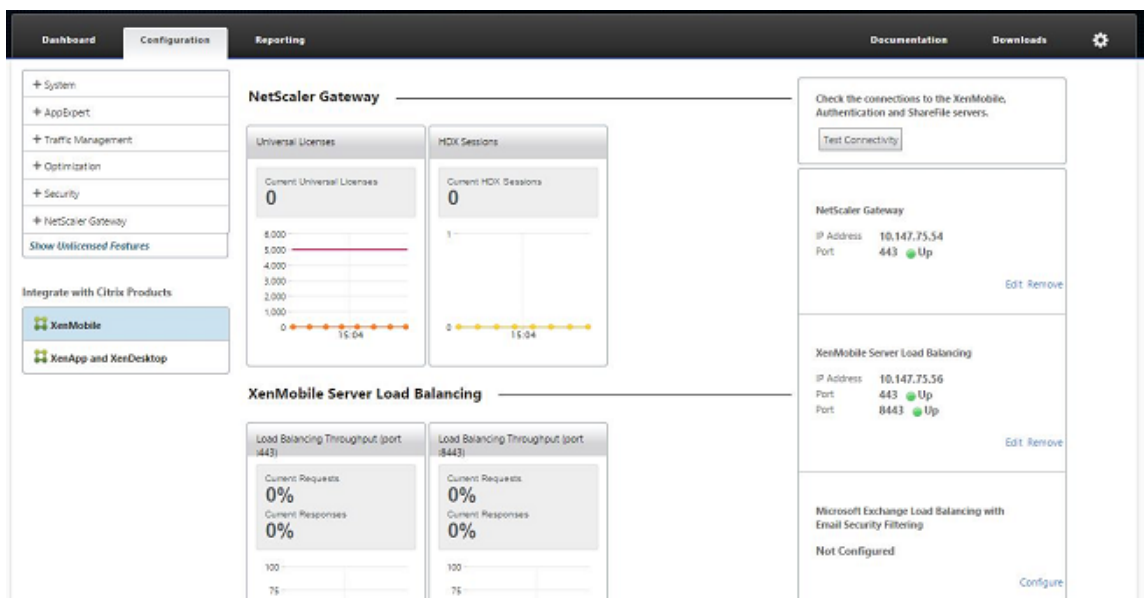 Dashboard
Configuration
Reporting
Documentation
Downloads
+ System
+ AppExpert
+ Traffic Management
+ Optimization
+ Security
+ NetScaler Gateway
Show Unlicensed Features
Integrate with Citrix Products
XenMobile
XenApp and XenDesktop
NetScaler Gateway
Universal Licenses
Current Universal Licenses
0
6,000
5,000
4,000
3,000
2,000
1,000
0
15:04
HDX Sessions
Current HDX Sessions
0
1
0
15:04
XenMobile Server Load Balancing
Load Balancing Throughput (port
:443)
Current Requests
0%
Current Responses
0%
100
75
Load Balancing Throughput (port
:8443)
Current Requests
0%
Current Responses
0%
100
75
Check the connections to the XenMobile,
Authentication and ShareFile servers.
Test Connectivity
NetScaler Gateway
IP Address 10.147.75.54
Port 443 Up
Edit Remove
XenMobile Server Load Balancing
IP Address 10.147.75.56
Port 443 Up
Port 8443 Up
Edit Remove
Microsoft Exchange Load Balancing with
Email Security Filtering
Not Configured
Configure